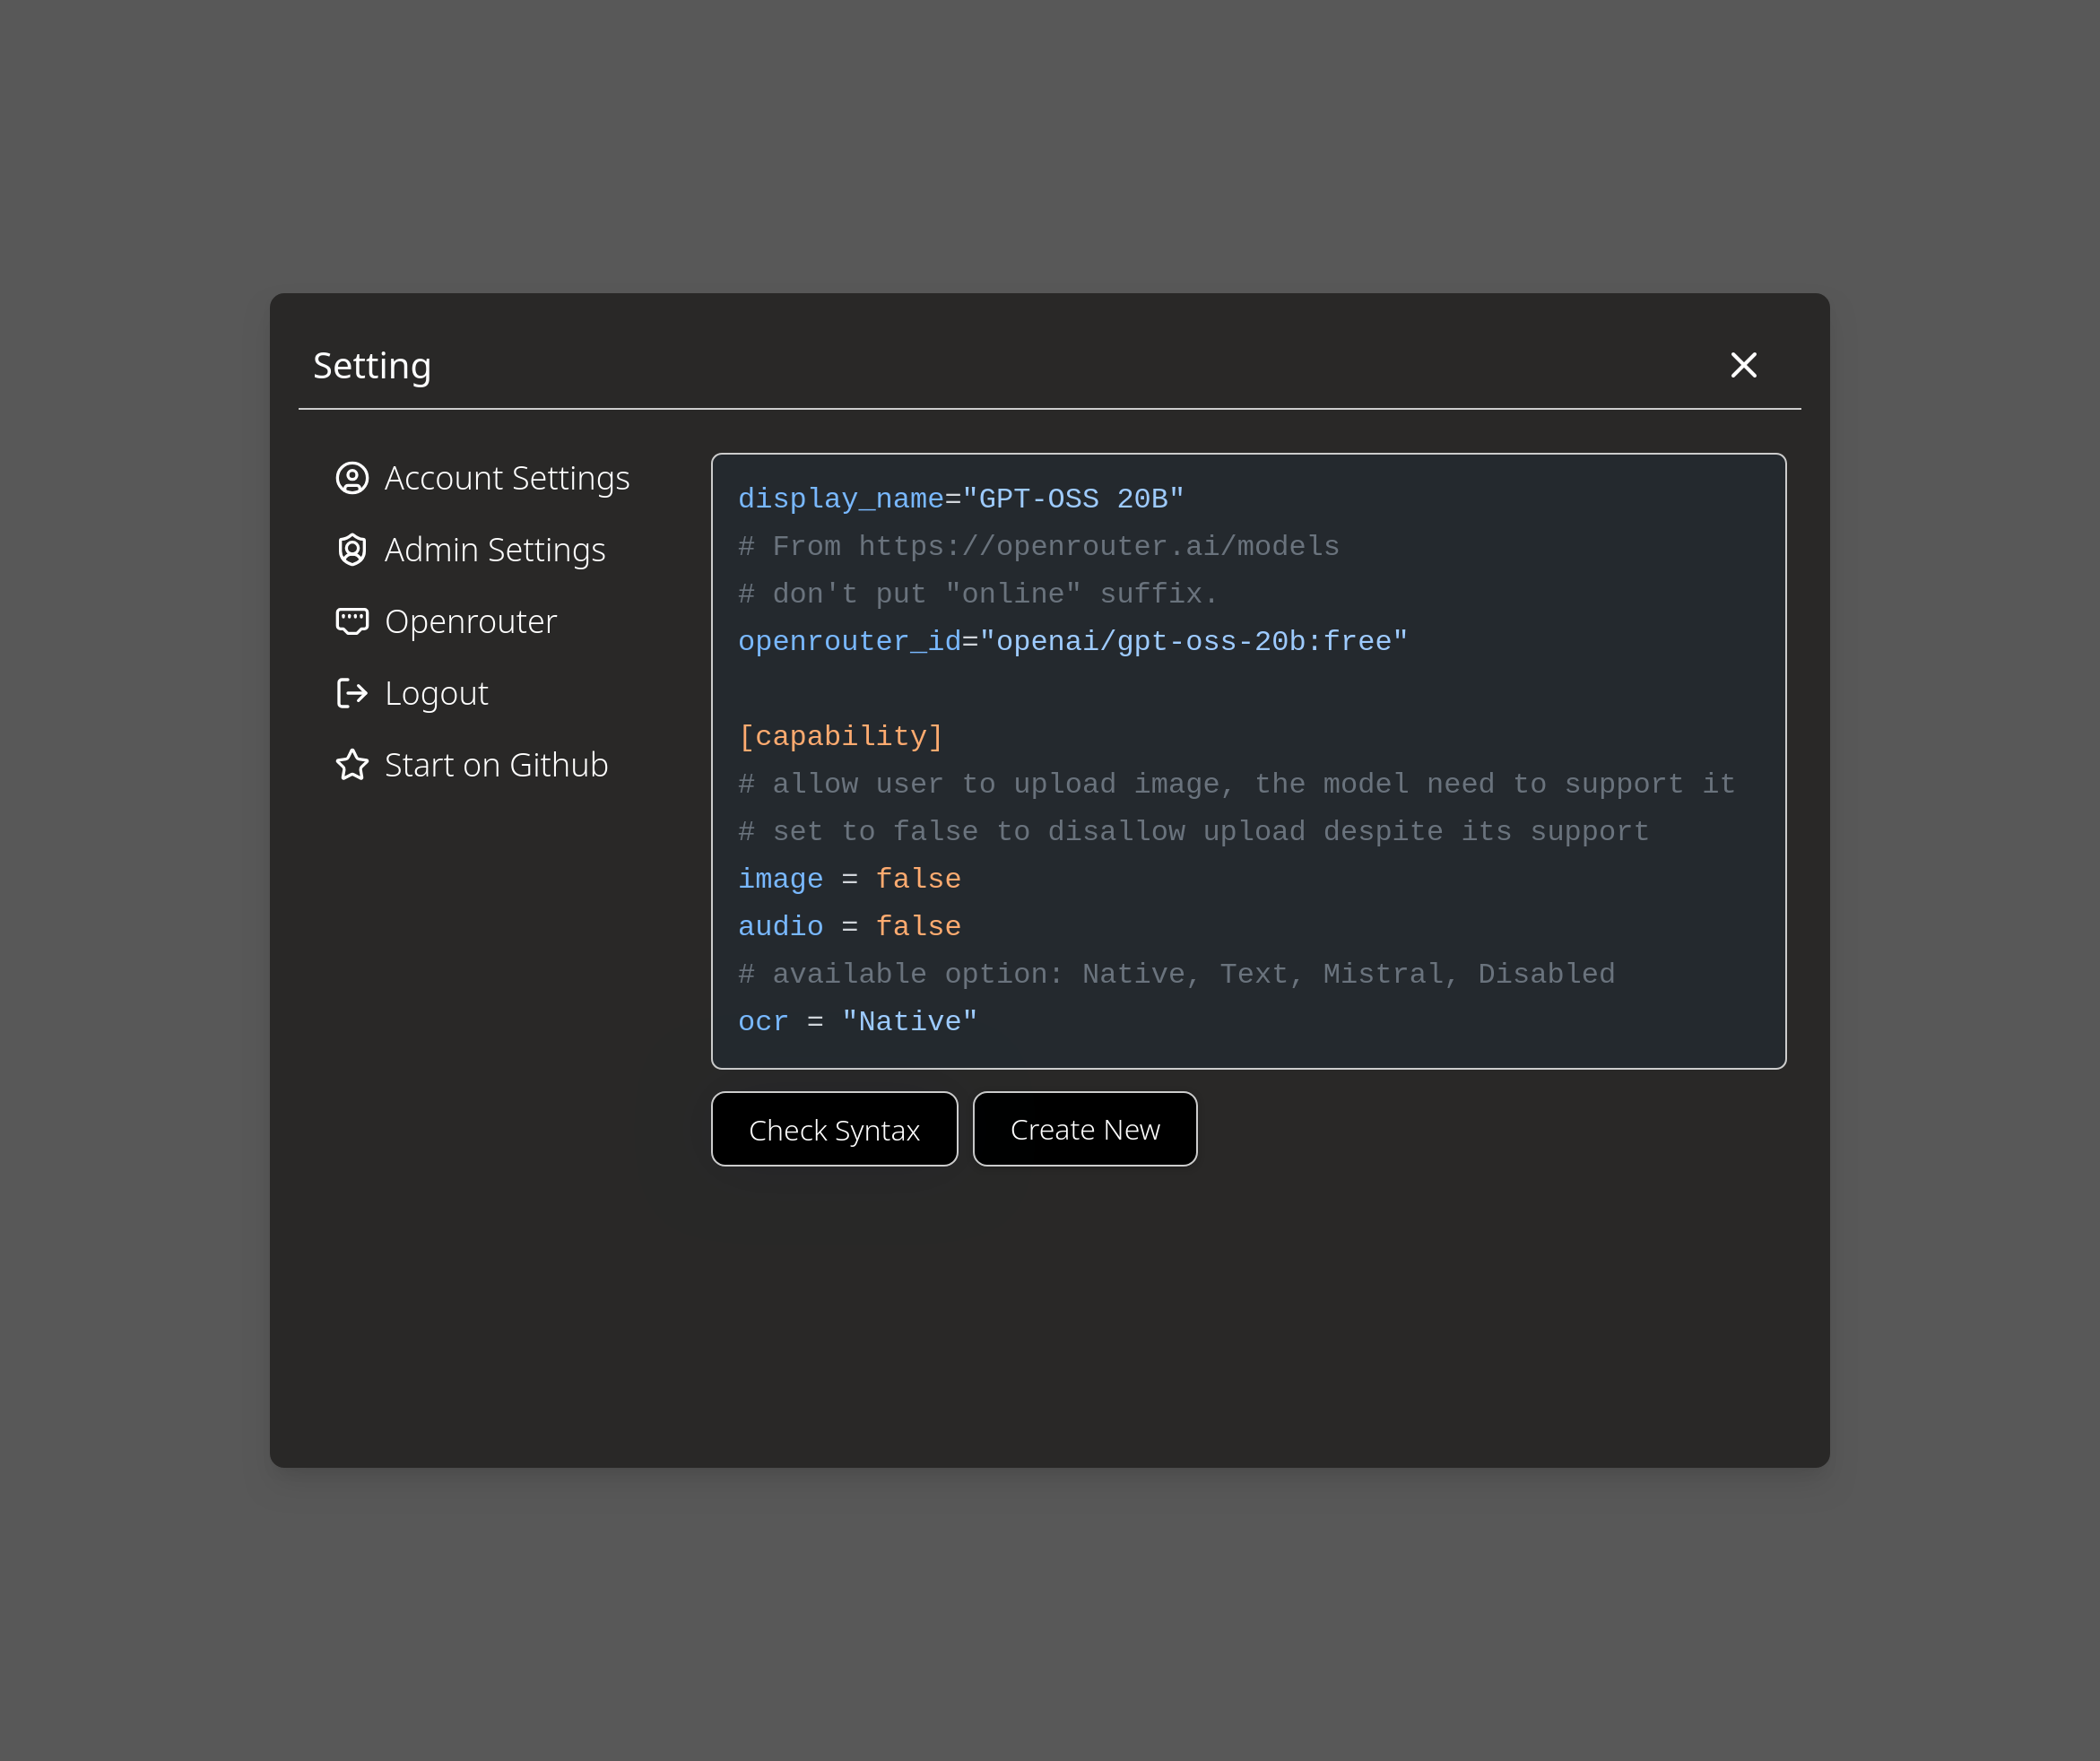 Setting
Account Settings
Admin Settings
Openrouter
Logout
Start on Github
display_name="GPT-OSS 20B"
# From https://openrouter.ai/models
# don't put "online" suffix.
openrouter_id="openai/gpt-oss-20b:free"
[capability]
# allow user to upload image, the model need to support it
# set to false to disallow upload despite its support
image = false
audio = false
# available option: Native, Text, Mistral, Disabled
ocr = "Native"
Check Syntax
Create New